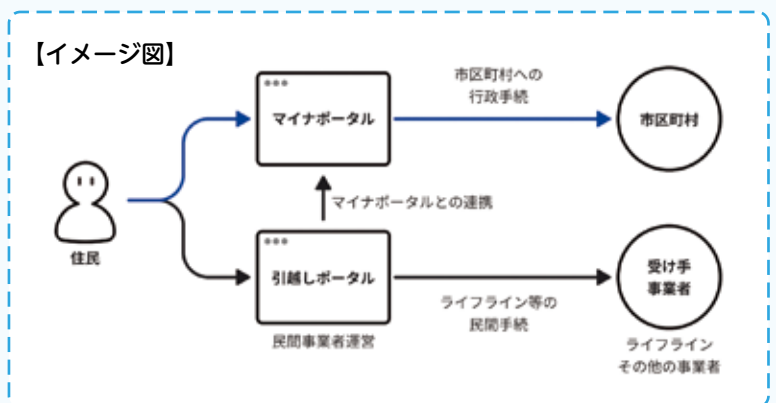 【イメージ図】
市区町村への
行政手続
マイナポータル
市区町村
マイナポータルとの連携
住民
引越しポータル
受け手
事業者
ライフライン等の
民間手続
民間事業者運営
ライフライン
その他の事業者